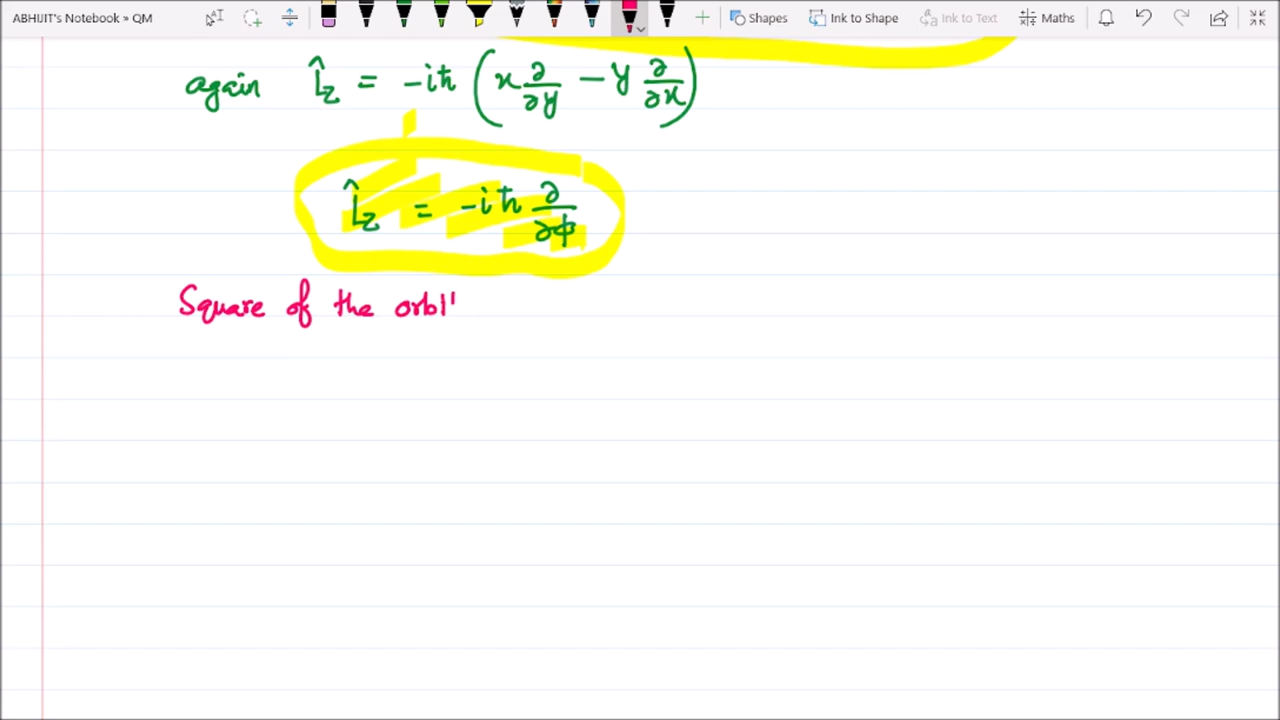 ABHIJIT's Notebook » QM
Shapes
Ink to Shape
Ink to Text
Maths
again L̂z = -iħ (x ∂/∂y - y ∂/∂x)
L̂z = -iħ ∂/∂ϕ
Square of the orbi